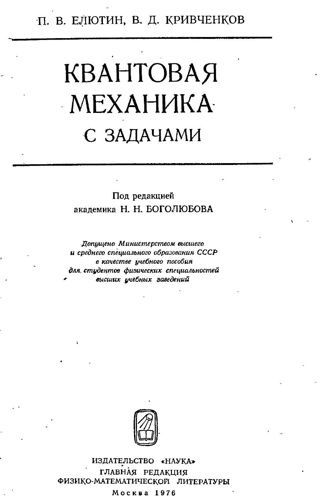 П. В. ЕЛЮТИН, В. Д. КРИВЧЕНКОВ
КВАНТОВАЯ
МЕХАНИКА
С ЗАДАЧАМИ
Под редакцией
академика Н. Н. БОГОЛЮБОВА
Допущено Министерством высшего
и среднего специального образования СССР
в качестве учебного пособия
для студентов физических специальностей
высших учебных заведений
ИЗДАТЕЛЬСТВО «НАУКА»
ГЛАВНАЯ РЕДАКЦИЯ
ФИЗИКО-МАТЕМАТИЧЕСКОЙ ЛИТЕРАТУРЫ
Москва 1976